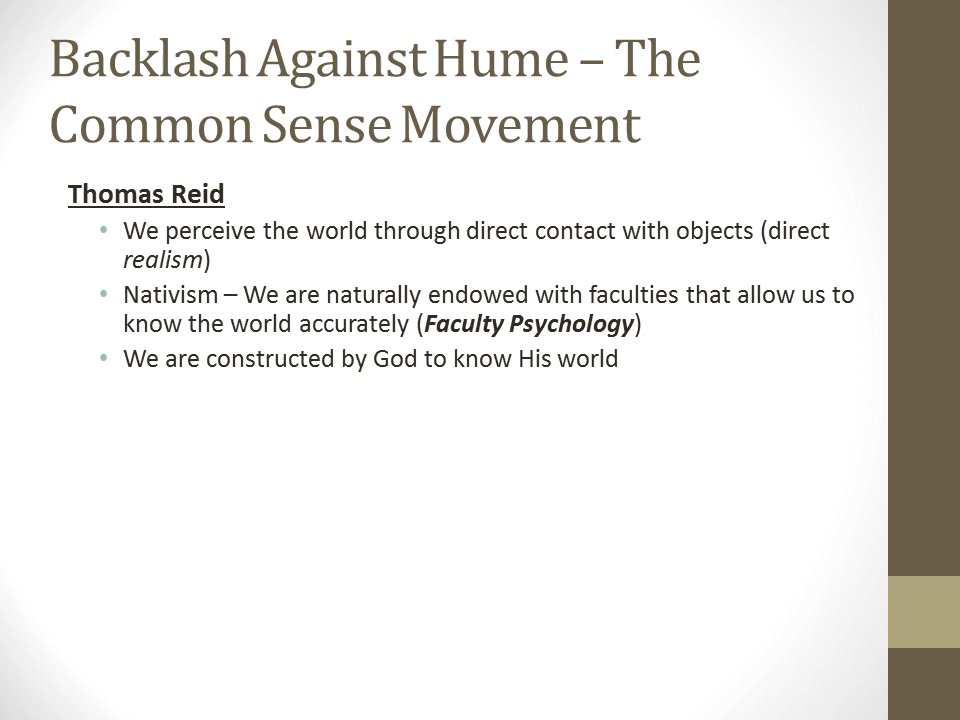 Backlash Against Hume – The
Common Sense Movement
Thomas Reid
• We perceive the world through direct contact with objects (direct
realism)
• Nativism – We are naturally endowed with faculties that allow us to
know the world accurately (Faculty Psychology)
• We are constructed by God to know His world